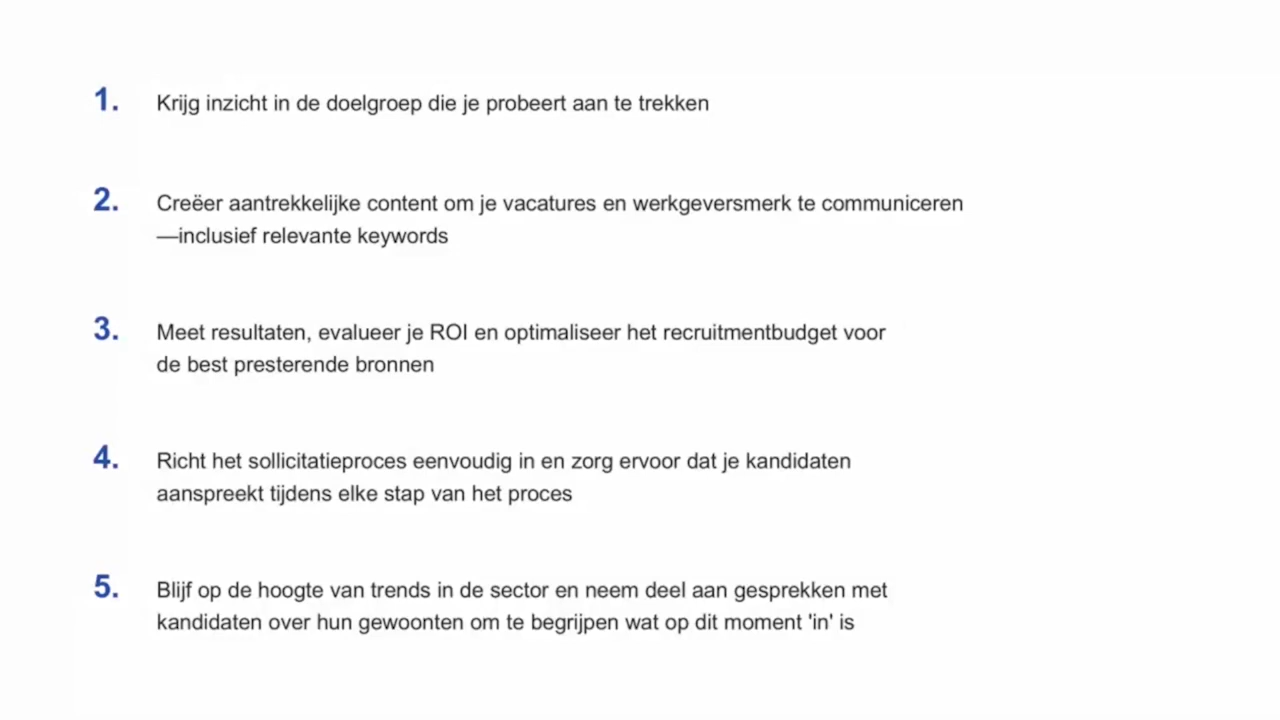 1. Krijg inzicht in de doelgroep die je probeert aan te trekken
2. Creëer aantrekkelijke content om je vacatures en werkgeversmerk te communiceren
—inclusief relevante keywords
3. Meet resultaten, evalueer je ROI en optimaliseer het recruitmentbudget voor
de best presterende bronnen
4. Richt het sollicitatieproces eenvoudig in en zorg ervoor dat je kandidaten
aanspreekt tijdens elke stap van het proces
5. Blijf op de hoogte van trends in de sector en neem deel aan gesprekken met
kandidaten over hun gewoonten om te begrijpen wat op dit moment 'in' is